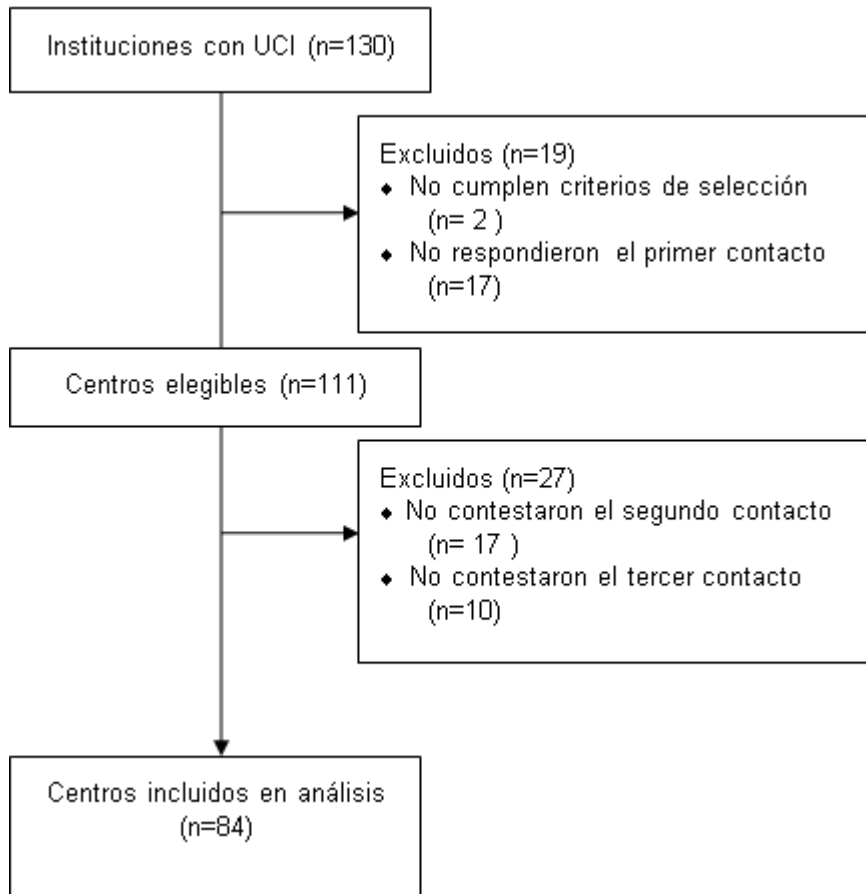 Instituciones con UCI (n=130)
Excluidos (n=19)
♦ No cumplen criterios de selección
(n= 2 )
♦ No respondieron el primer contacto
(n=17)
Centros elegibles (n=111)
Excluidos (n=27)
♦ No contestaron el segundo contacto
(n= 17 )
♦ No contestaron el tercer contacto
(n=10)
Centros incluidos en análisis
(n=84)